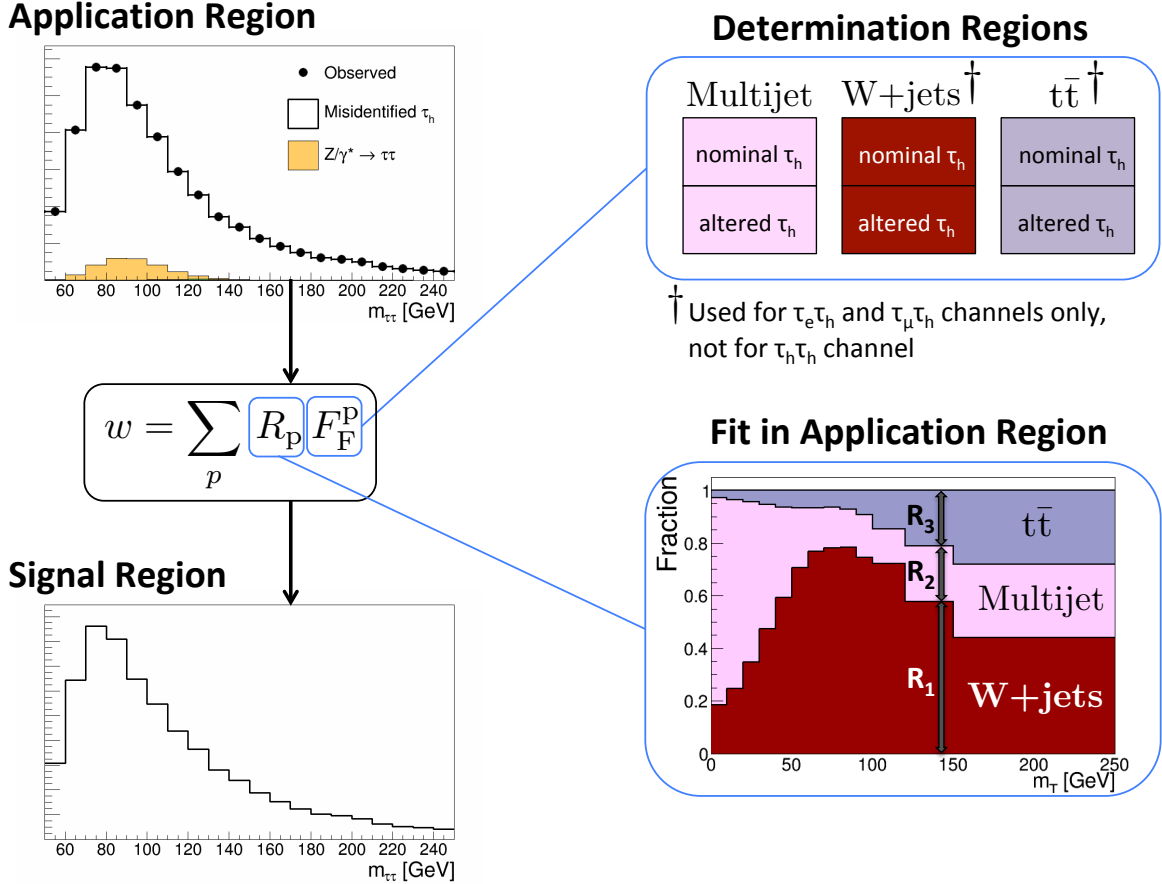 Application Region
Observed
Misidentified τh
Z/γ* → ττ
60 80 100 120 140 160 180 200 220 240
mττ [GeV]
w = ∑p Rp FFp
Signal Region
60 80 100 120 140 160 180 200 220 240
mττ [GeV]
Determination Regions
Multijet W+jets† tt̄ †
nominal τh nominal τh nominal τh
altered τh altered τh altered τh
† Used for τeτh and τμτh channels only,
not for τhτh channel
Fit in Application Region
Fraction
1
0.8
0.6
0.4
0.2
0
R3
tt̄
R2
Multijet
R1
W+jets
0 50 100 150 200 250
mT [GeV]